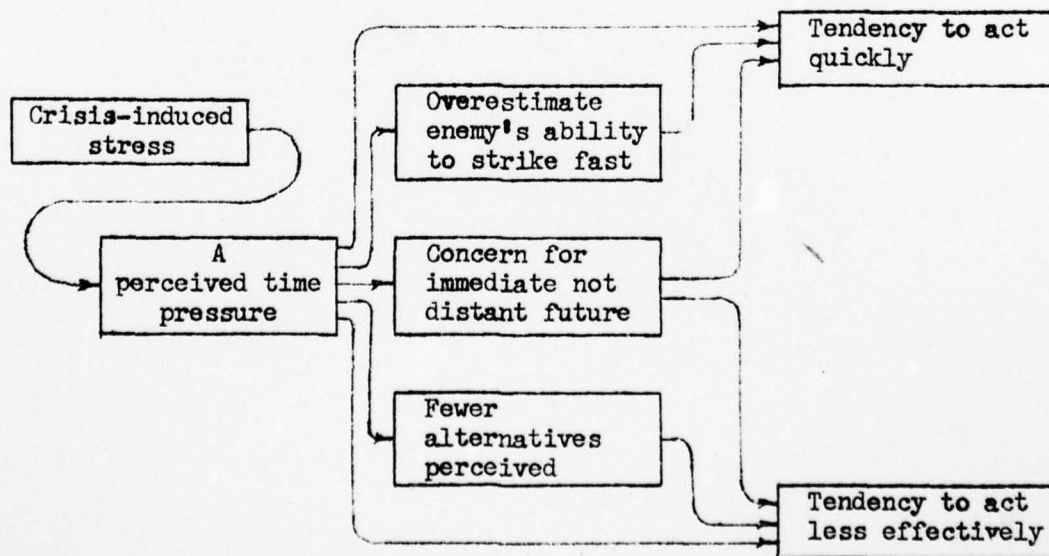 Crisis-induced
stress
A
perceived time
pressure
Overestimate
enemy's ability
to strike fast
Concern for
immediate not
distant future
Fewer
alternatives
perceived
Tendency to act
quickly
Tendency to act
less effectively